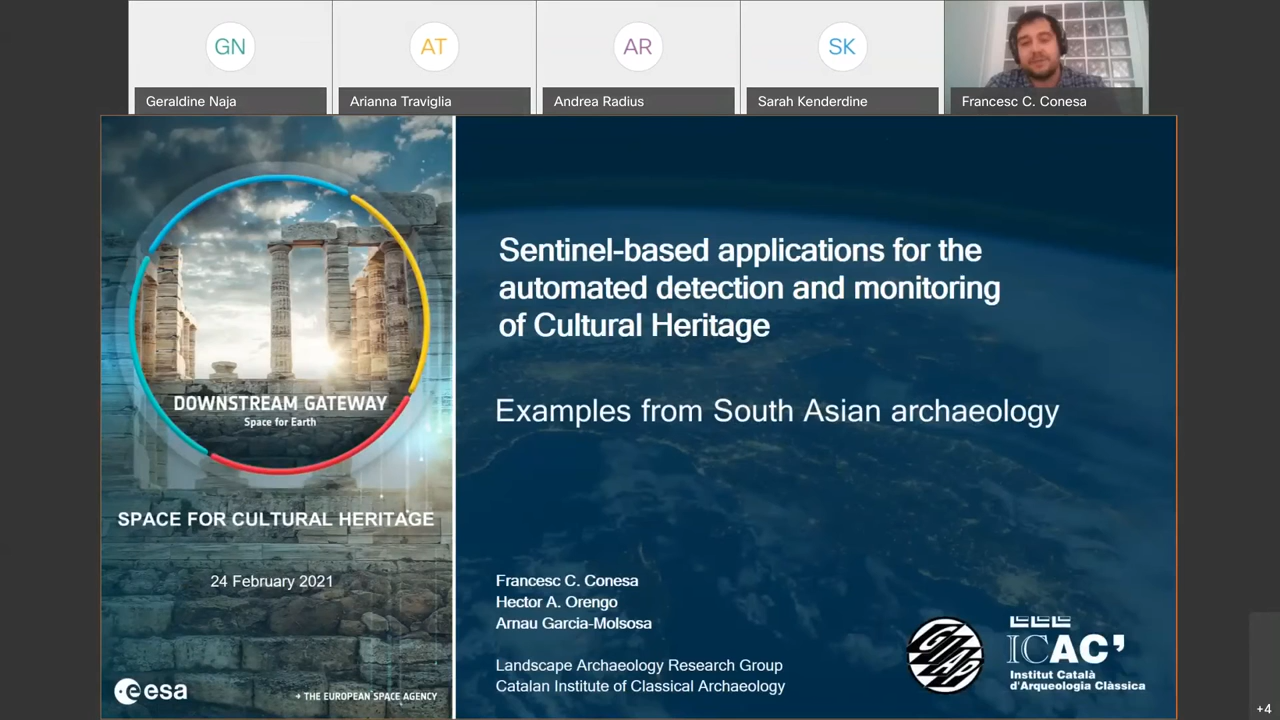 GN
AT
AR
SK
Geraldine Naja
Arianna Traviglia
Andrea Radius
Sarah Kenderdine
Francesc C. Conesa
DOWNSTREAM GATEWAY
Space for Earth
SPACE FOR CULTURAL HERITAGE
24 February 2021
esa
→ THE EUROPEAN SPACE AGENCY
Sentinel-based applications for the
automated detection and monitoring
of Cultural Heritage
Examples from South Asian archaeology
Francesc C. Conesa
Hector A. Orengo
Arnau Garcia-Molsosa
Landscape Archaeology Research Group
Catalan Institute of Classical Archaeology
GIAP
ICAC'
Institut Català
d'Arqueologia Clàssica
+4